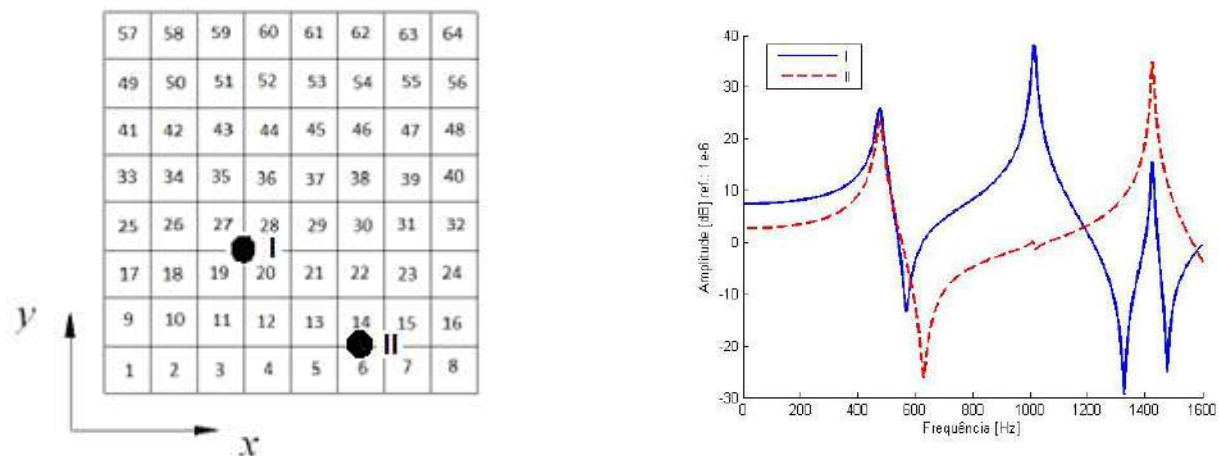 57 58 59 60 61 62 63 64
49 50 51 52 53 54 55 56
41 42 43 44 45 46 47 48
33 34 35 36 37 38 39 40
25 26 27 28 29 30 31 32
I
17 18 19 20 21 22 23 24
9 10 11 12 13 14 15 16
II
1 2 3 4 5 6 7 8
y
x
I
II
40
30
20
10
0
-10
-20
-30
Amplitude [dB] ref.: 1e-6
0 200 400 600 800 1000 1200 1400 1600
Frequência [Hz]